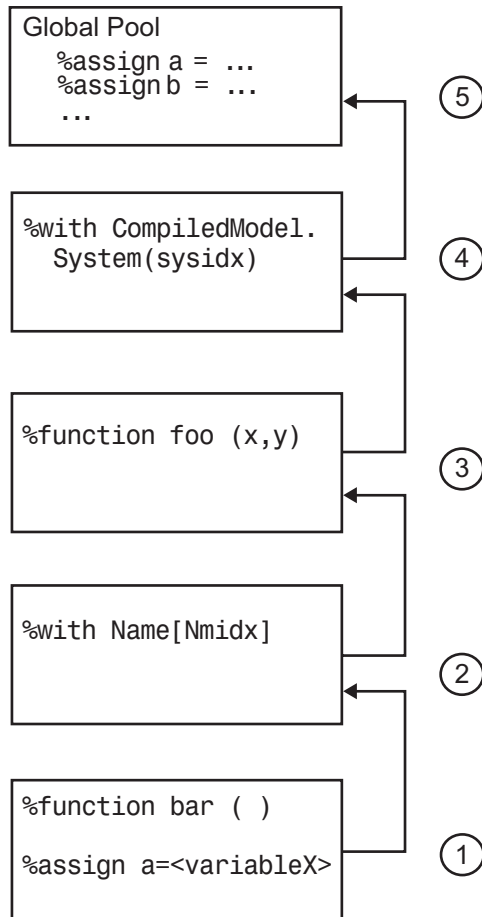 Global Pool
%assign a = ...
%assign b = ...
...
5
%with CompiledModel.
System(sysidx)
4
%function foo (x,y)
3
%with Name[Nmidx]
2
%function bar ( )
%assign a=<variableX>
1